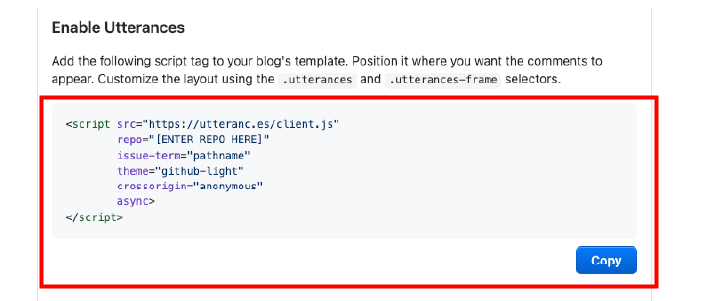 Enable Utterances
Add the following script tag to your blog's template. Position it where you want the comments to
appear. Customize the layout using the .utterances and .utterances-frame selectors.
<script src="https://utteranc.es/client.js"
repo="[ENTER REPO HERE]"
issue-term="pathname"
theme="github-light"
crossorigin="anonymous"
async>
</script>
Copy